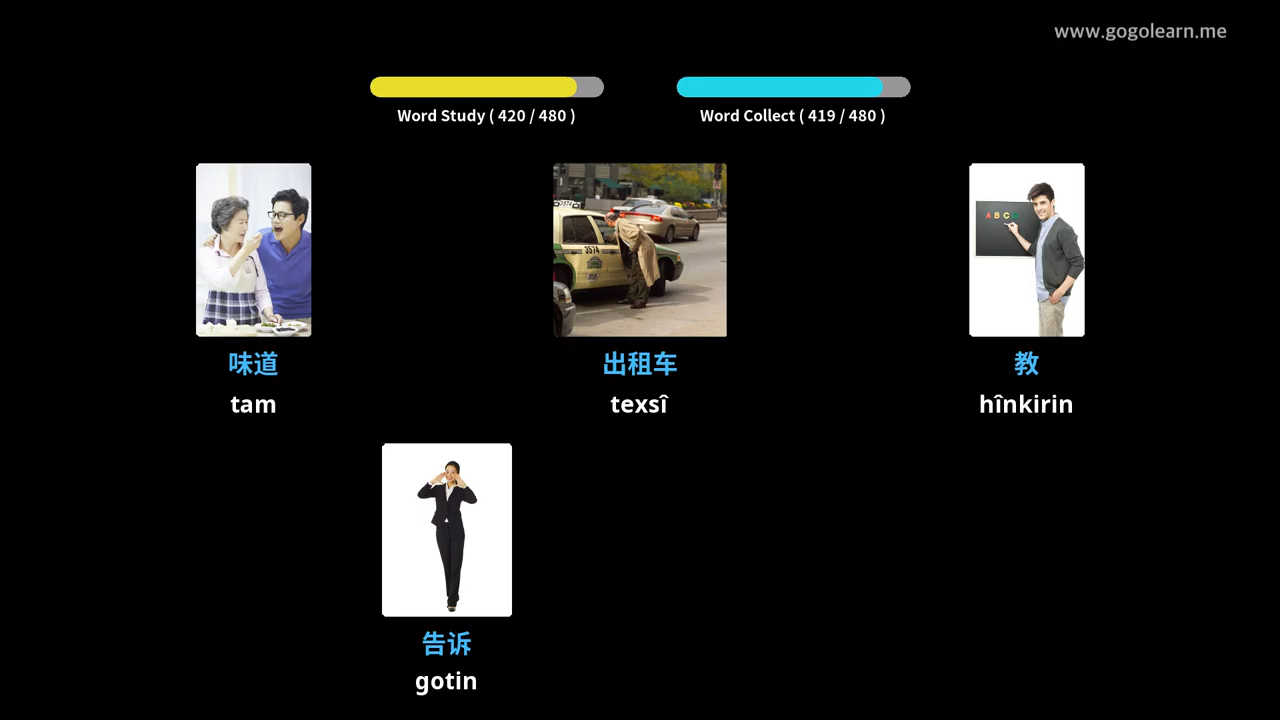 www.gogolearn.me
Word Study ( 420 / 480 )
Word Collect ( 419 / 480 )
3574
A B C
味道
出租车
教
tam
texsî
hînkirin
告诉
gotin